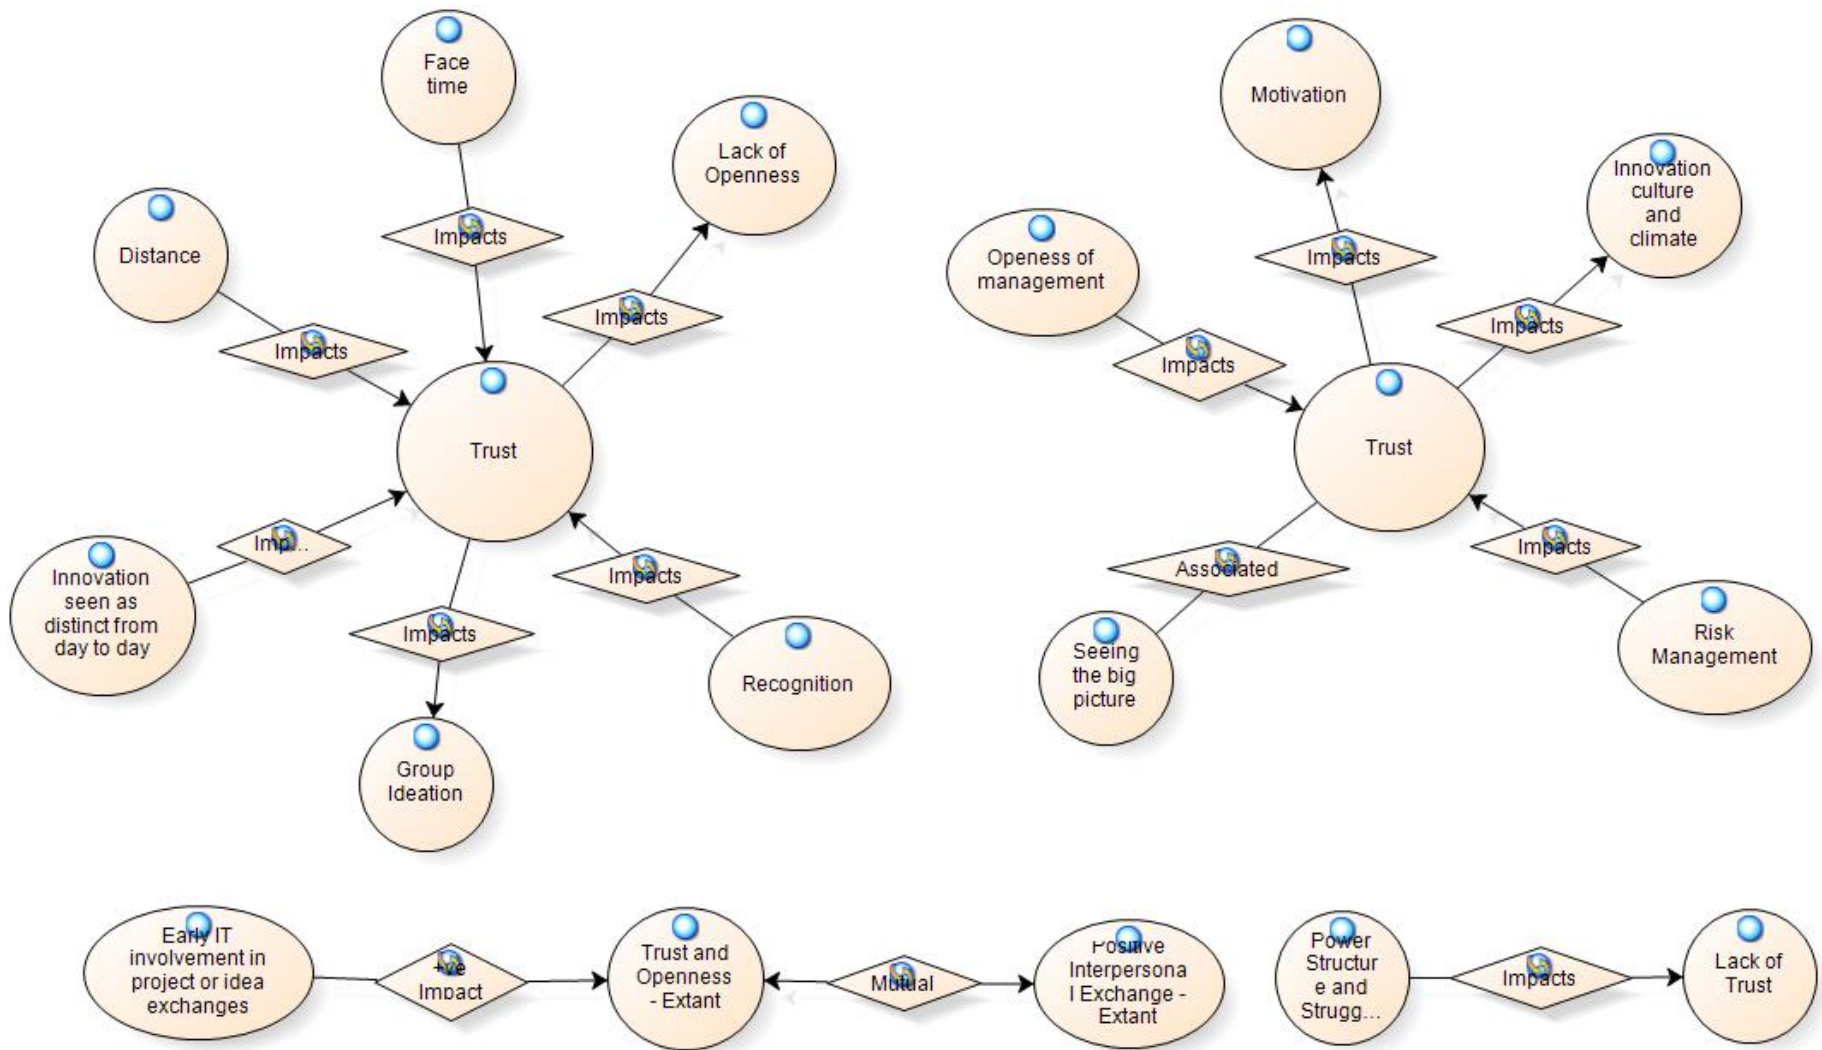 Face
time
Lack of
Openness
Distance
Impacts
Impacts
Impacts
Trust
Imp...
Innovation
seen as
distinct from
day to day
Impacts
Impacts
Recognition
Group
Ideation
Motivation
Innovation
culture
and
climate
Openess of
management
Impacts
Impacts
Impacts
Trust
Associated
Impacts
Seeing
the big
picture
Risk
Management
Early IT
involvement in
project or idea
exchanges
+ve
Impact
Trust and
Openness
- Extant
Mutual
Positive
Interpersona
l Exchange -
Extant
Power
Structur
e and
Strugg...
Impacts
Lack of
Trust